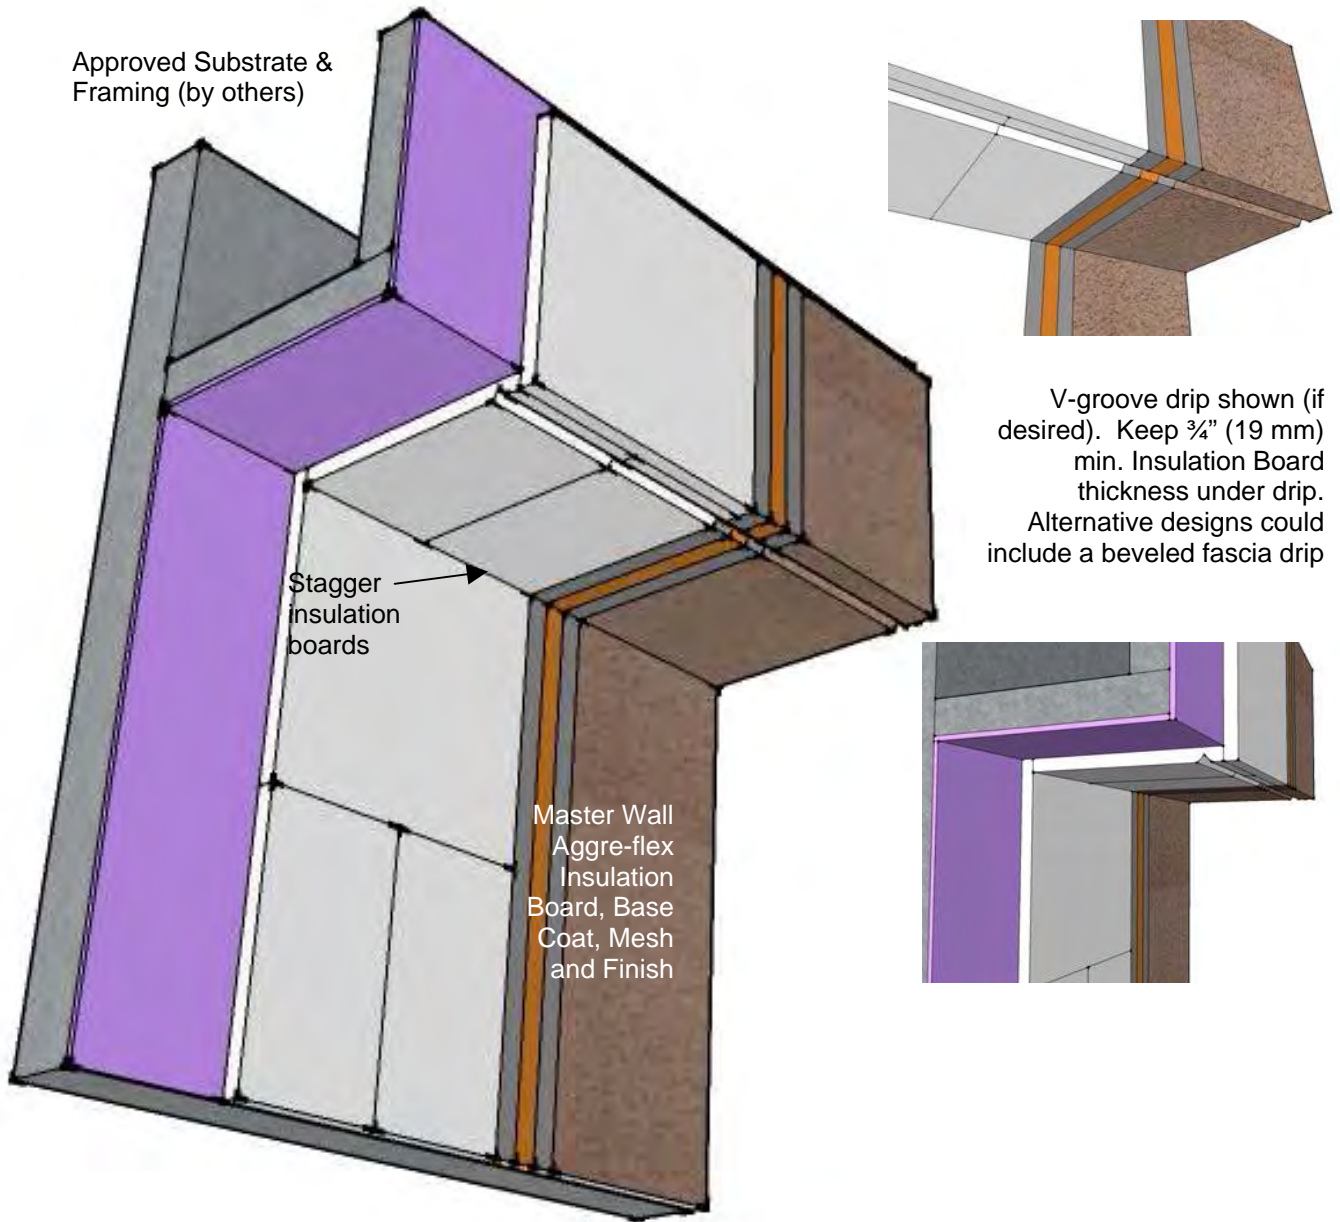 Approved Substrate &
Framing (by others)
V-groove drip shown (if
desired).  Keep ¾” (19 mm)
min. Insulation Board
thickness under drip.
Alternative designs could
include a beveled fascia drip
Stagger
insulation
boards
Master Wall
Aggre-flex
Insulation
Board, Base
Coat, Mesh
and Finish